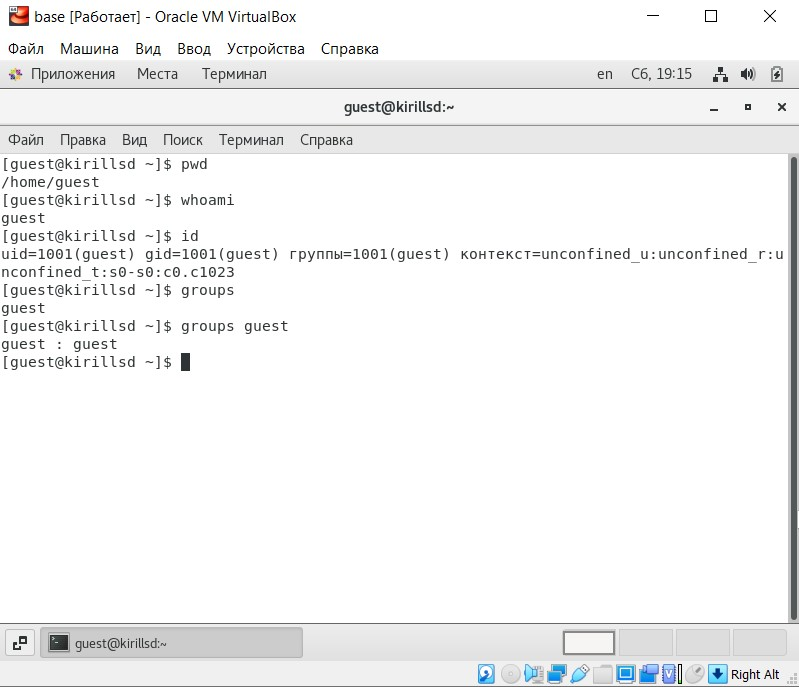 base [Работает] - Oracle VM VirtualBox
Файл Машина Вид Ввод Устройства Справка
Приложения Места Терминал en Сб, 19:15
guest@kirillsd:~
Файл Правка Вид Поиск Терминал Справка
[guest@kirillsd ~]$ pwd
/home/guest
[guest@kirillsd ~]$ whoami
guest
[guest@kirillsd ~]$ id
uid=1001(guest) gid=1001(guest) группы=1001(guest) контекст=unconfined_u:unconfined_r:u
nconfined_t:s0-s0:c0.c1023
[guest@kirillsd ~]$ groups
guest
[guest@kirillsd ~]$ groups guest
guest : guest
[guest@kirillsd ~]$
guest@kirillsd:~
Right Alt